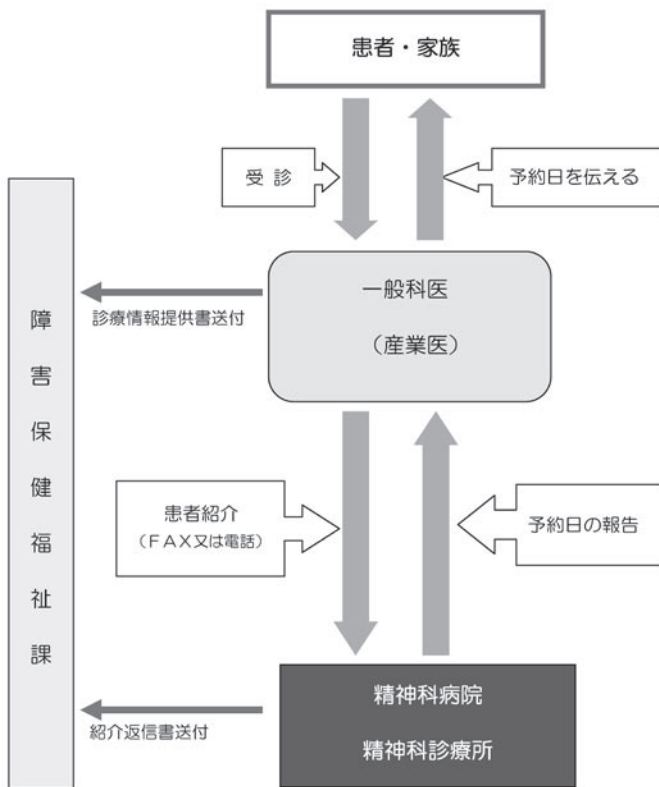 患者・家族
受 診
予約日を伝える
一般科医
（産業医）
診療情報提供書送付
障害保健福祉課
患者紹介
（ＦＡＸ又は電話）
予約日の報告
精神科病院
精神科診療所
紹介返信書送付